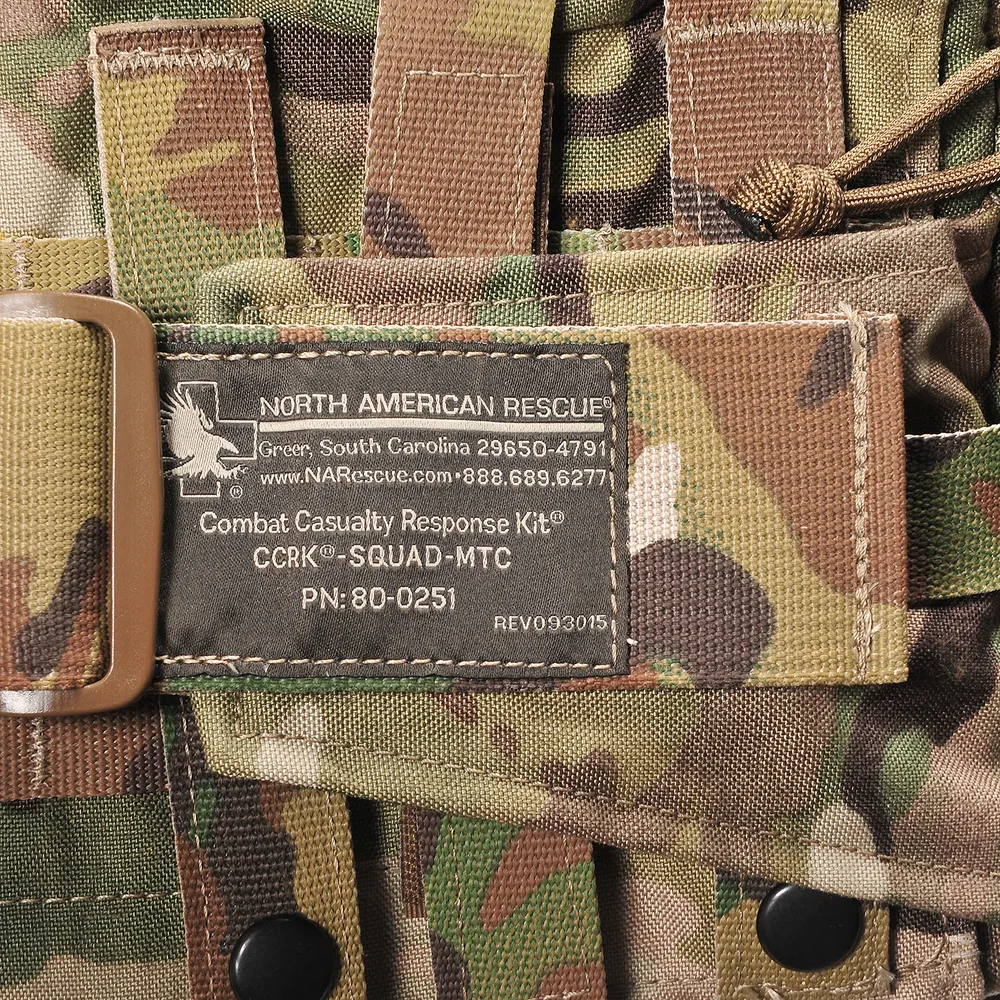 NORTH AMERICAN RESCUE®
Greer, South Carolina 29650-4791
www.NARescue.com•888.689.6277
®
Combat Casualty Response Kit®
CCRK®-SQUAD-MTC
PN: 80-0251
REV093015